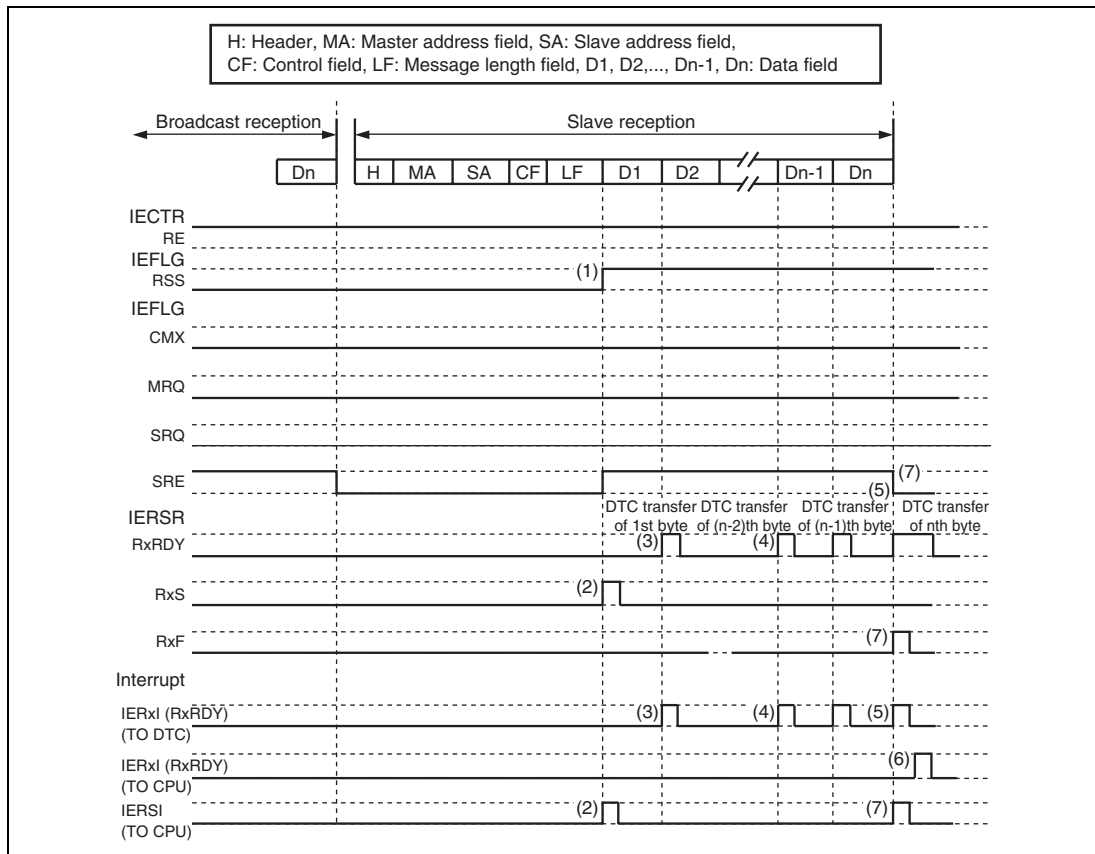 H: Header, MA: Master address field, SA: Slave address field,
CF: Control field, LF: Message length field, D1, D2,..., Dn-1, Dn: Data field
Broadcast reception
Slave reception
Dn H MA SA CF LF D1 D2 Dn-1 Dn
IECTR
RE
IEFLG
(1)
RSS
IEFLG
CMX
MRQ
SRQ
SRE
(7)
(5)
IERSR
DTC transfer of 1st byte
DTC transfer of (n-2)th byte
DTC transfer of (n-1)th byte
DTC transfer of nth byte
RxRDY
(3) (4)
RxS
(2)
RxF
(7)
Interrupt
IERxI (RxRDY)
(TO DTC)
(3) (4) (5)
IERxI (RxRDY)
(TO CPU)
(6)
IERSI
(TO CPU)
(2) (7)